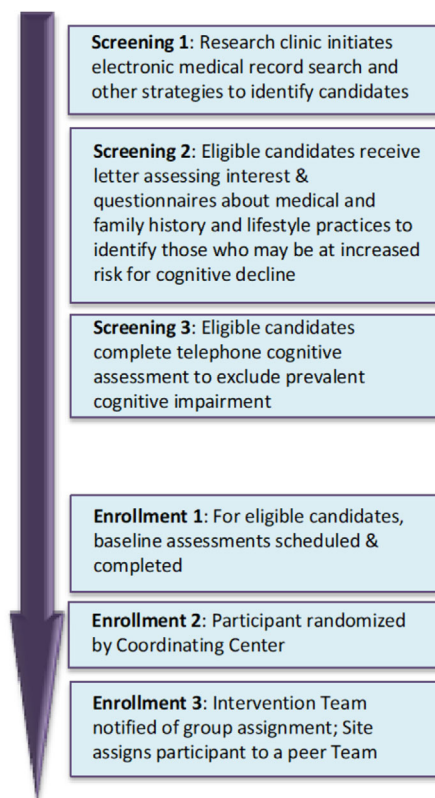 Screening 1: Research clinic initiates
electronic medical record search and
other strategies to identify candidates
Screening 2: Eligible candidates receive
letter assessing interest &
questionnaires about medical and
family history and lifestyle practices to
identify those who may be at increased
risk for cognitive decline
Screening 3: Eligible candidates
complete telephone cognitive
assessment to exclude prevalent
cognitive impairment
Enrollment 1: For eligible candidates,
baseline assessments scheduled &
completed
Enrollment 2: Participant randomized
by Coordinating Center
Enrollment 3: Intervention Team
notified of group assignment; Site
assigns participant to a peer Team